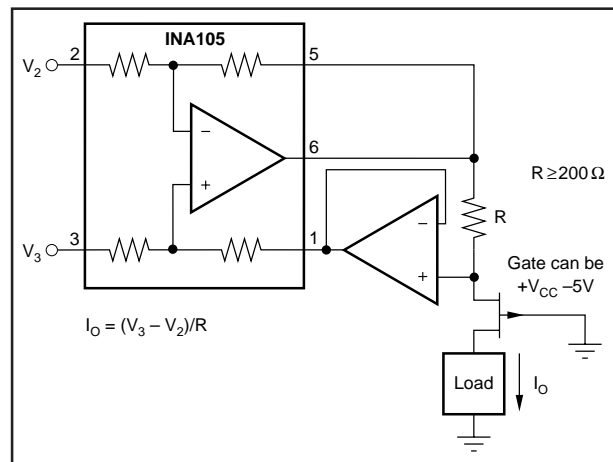 INA105
2
5
V2
−
6
+
R ≥ 200 Ω
R
3
1
V3
−
+
Gate can be
+VCC –5V
IO = (V3 – V2)/R
Load
IO